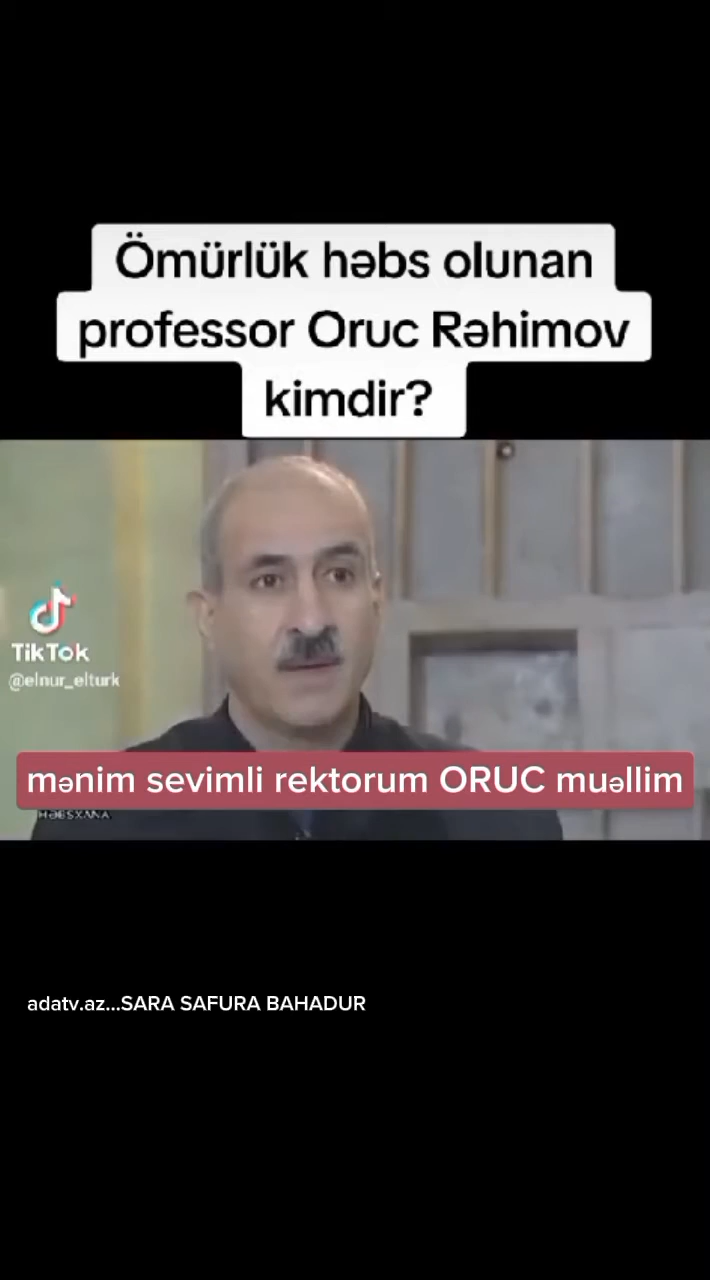 Ömürlük həbs olunan
professor Oruc Rəhimov
kimdir?
TikTok
@elnur_elturk
mənim sevimli rektorum ORUC muəllim
HƏBSXANA
adatv.az...SARA SAFURA BAHADUR